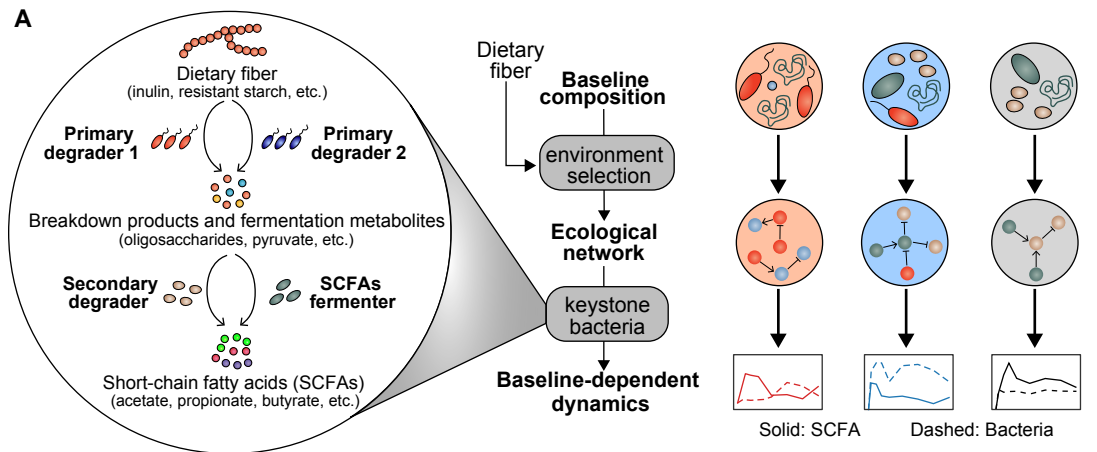 A
Dietary fiber
(inulin, resistant starch, etc.)
Primary
degrader 1
Primary
degrader 2
Breakdown products and fermentation metabolites
(oligosaccharides, pyruvate, etc.)
Secondary
degrader
SCFAs
fermenter
Short-chain fatty acids (SCFAs)
(acetate, propionate, butyrate, etc.)
Dietary
fiber
Baseline
composition
environment
selection
Ecological
network
keystone
bacteria
Baseline-dependent
dynamics
Solid: SCFA
Dashed: Bacteria